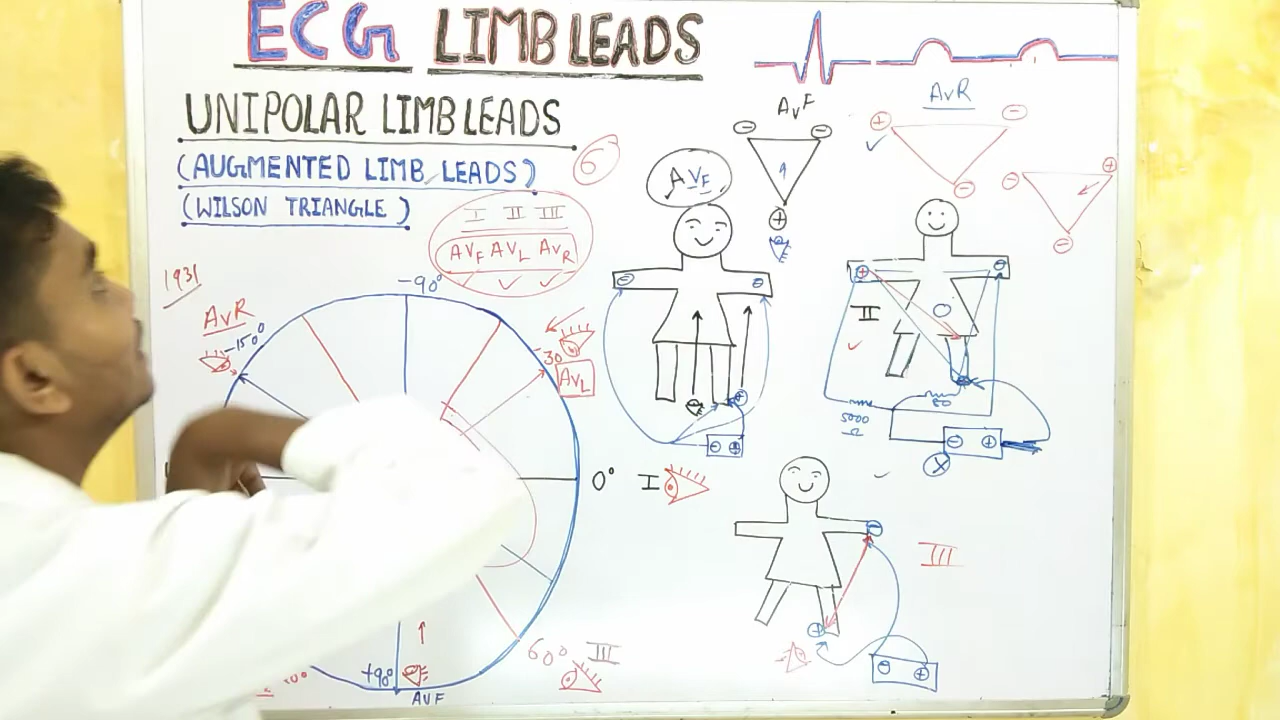 ECG LIMB LEADS
UNIPOLAR LIMB LEADS
(AUGMENTED LIMB LEADS)
(WILSON TRIANGLE)
6
I II III
AVF AVL AVR
1931
AVR
-150°
-90°
-30
AVL
0° I
60° III
+90°
AVF
AVF
AVF
AVR
II
5000
Ω
III